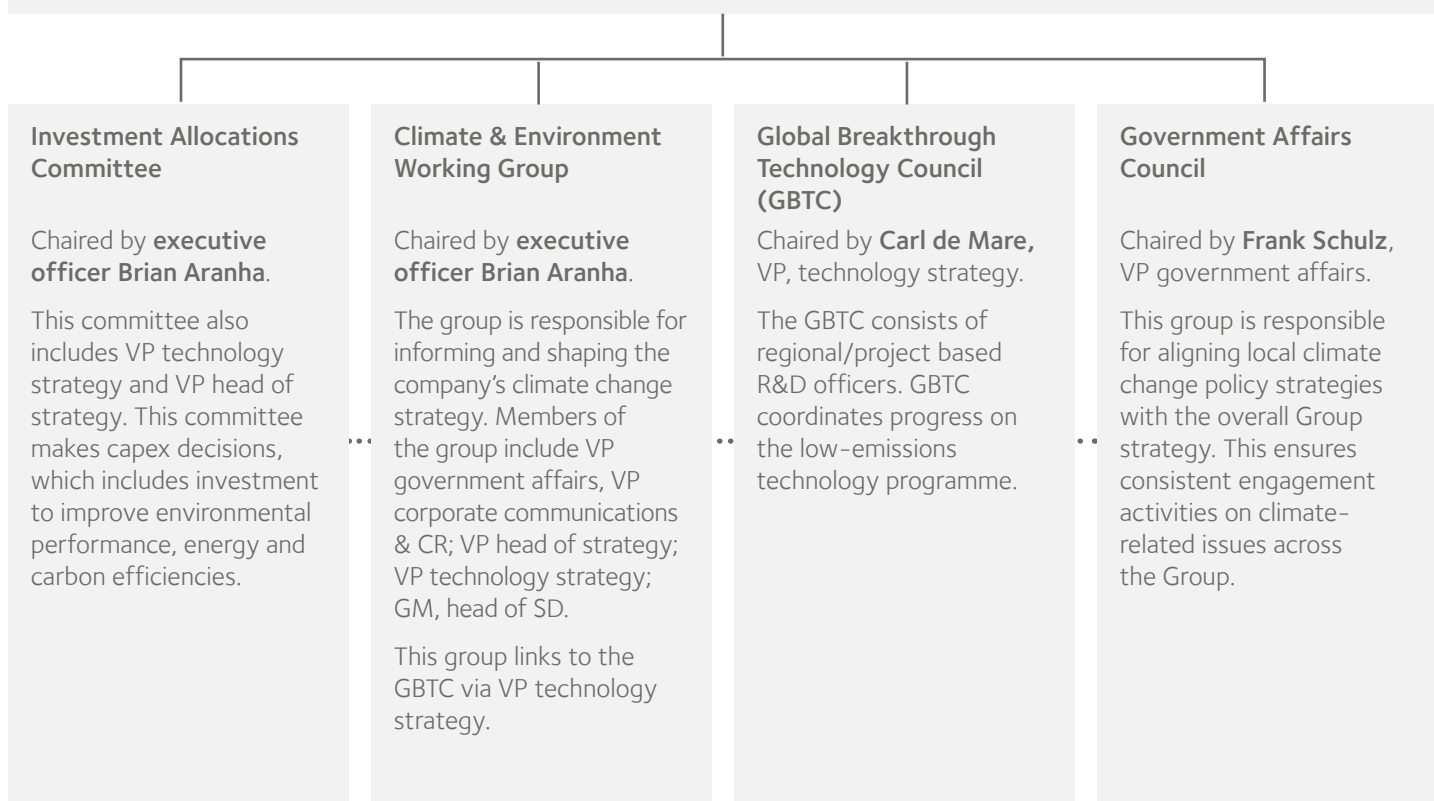 Investment Allocations
Committee
Chaired by executive
officer Brian Aranha.
This committee also
includes VP technology
strategy and VP head of
strategy. This committee
makes capex decisions,
which includes investment
to improve environmental
performance, energy and
carbon efficiencies.
Climate & Environment
Working Group
Chaired by executive
officer Brian Aranha.
The group is responsible for
informing and shaping the
company's climate change
strategy. Members of
the group include VP
government affairs, VP
corporate communications
& CR; VP head of strategy;
VP technology strategy;
GM, head of SD.
This group links to the
GBTC via VP technology
strategy.
Global Breakthrough
Technology Council
(GBTC)
Chaired by Carl de Mare,
VP, technology strategy.
The GBTC consists of
regional/project based
R&D officers. GBTC
coordinates progress on
the low-emissions
technology programme.
Government Affairs
Council
Chaired by Frank Schulz,
VP government affairs.
This group is responsible
for aligning local climate
change policy strategies
with the overall Group
strategy. This ensures
consistent engagement
activities on climate-
related issues across
the Group.